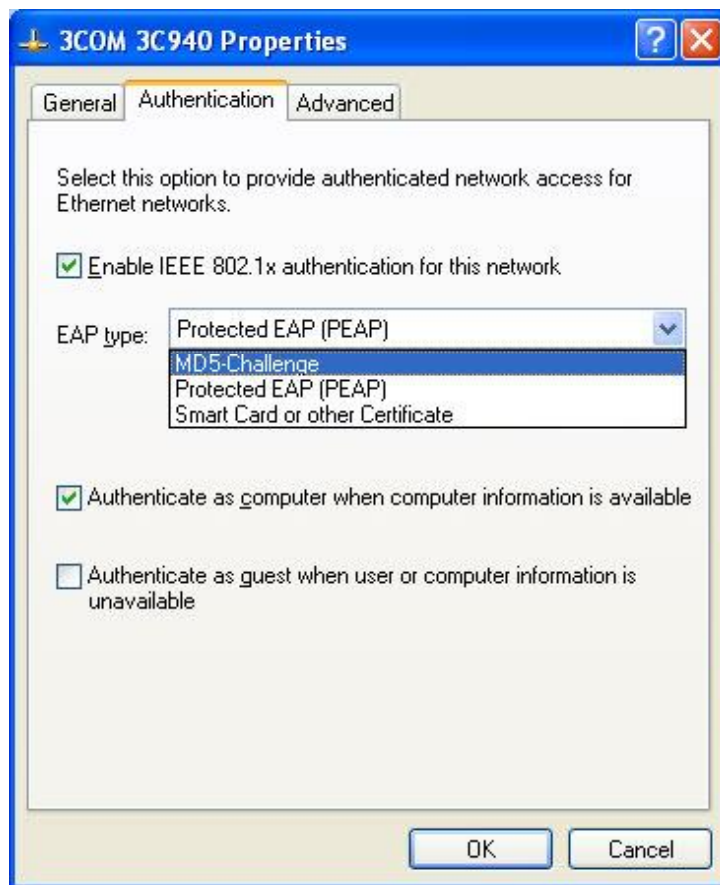 3COM 3C940 Properties
General Authentication Advanced
Select this option to provide authenticated network access for
Ethernet networks.
Enable IEEE 802.1x authentication for this network
EAP type: Protected EAP (PEAP)
MD5-Challenge
Protected EAP (PEAP)
Smart Card or other Certificate
Authenticate as computer when computer information is available
Authenticate as guest when user or computer information is
unavailable
OK Cancel